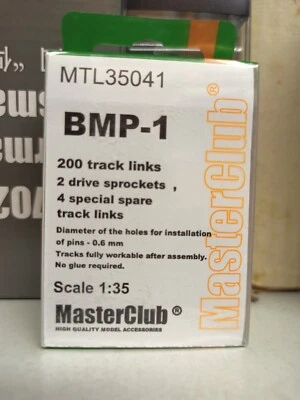 MTL35041
BMP-1
200 track links
2 drive sprockets ,
4 special spare
track links
Diameter of the holes for installation
of pins - 0.6 mm
Tracks fully workable after assembly.
No glue required.
Scale 1:35
MasterClub®
HIGH QUALITY MODEL ACCESSORIES
MasterClub®